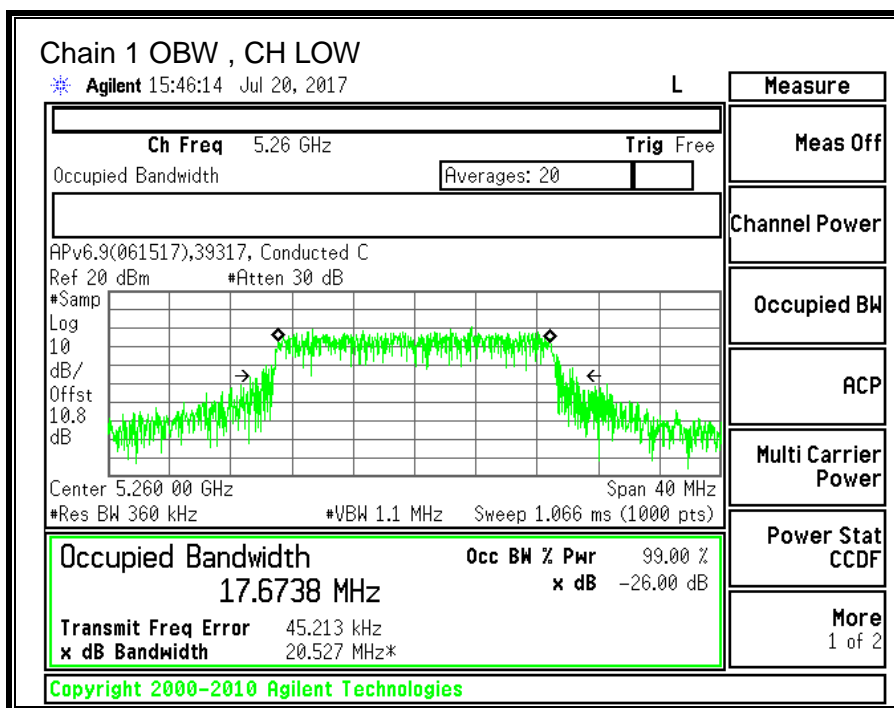 Chain 1 OBW , CH LOW
Agilent 15:46:14 Jul 20, 2017 L
Measure
Ch Freq 5.26 GHz Trig Free
Occupied Bandwidth Averages: 20
APv6.9(061517),39317, Conducted C
Ref 20 dBm #Atten 30 dB
#Samp
Log
10
dB/
Offst
10.8
dB
Center 5.260 00 GHz Span 40 MHz
#Res BW 360 kHz #VBW 1.1 MHz Sweep 1.066 ms (1000 pts)
Occupied Bandwidth Occ BW % Pwr 99.00 %
17.6738 MHz x dB -26.00 dB
Transmit Freq Error 45.213 kHz
x dB Bandwidth 20.527 MHz*
Copyright 2000-2010 Agilent Technologies
Meas Off
Channel Power
Occupied BW
ACP
Multi Carrier
Power
Power Stat
CCDF
More
1 of 2